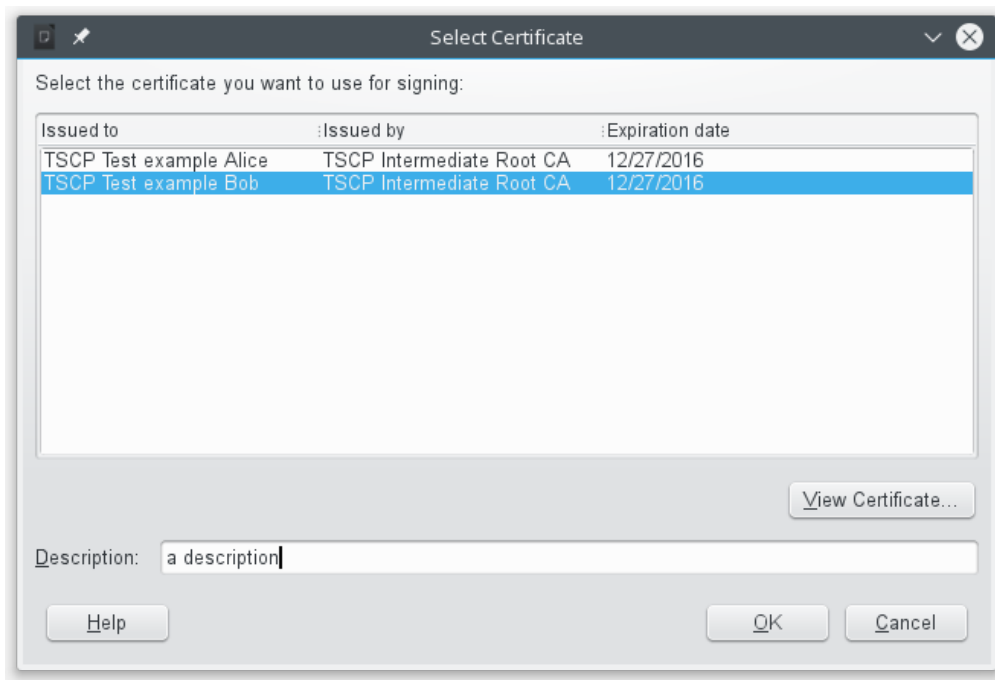 Select Certificate
Select the certificate you want to use for signing:
Issued to Issued by Expiration date
TSCP Test example Alice TSCP Intermediate Root CA 12/27/2016
TSCP Test example Bob TSCP Intermediate Root CA 12/27/2016
View Certificate...
Description: a description
Help OK Cancel